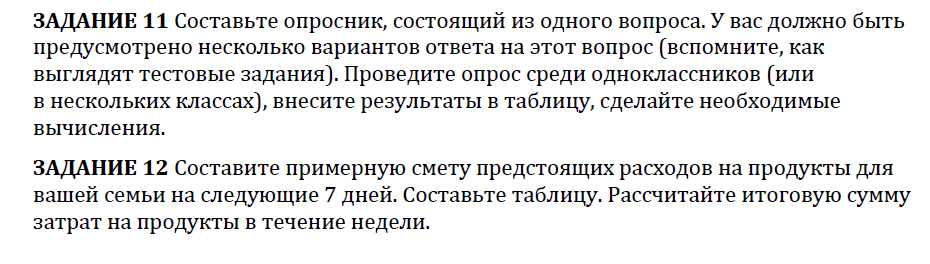 ЗАДАНИЕ 11 Составьте опросник, состоящий из одного вопроса. У вас должно быть
предусмотрено несколько вариантов ответа на этот вопрос (вспомните, как
выглядят тестовые задания). Проведите опрос среди одноклассников (или
в нескольких классах), внесите результаты в таблицу, сделайте необходимые
вычисления.
ЗАДАНИЕ 12 Составите примерную смету предстоящих расходов на продукты для
вашей семьи на следующие 7 дней. Составьте таблицу. Рассчитайте итоговую сумму
затрат на продукты в течение недели.